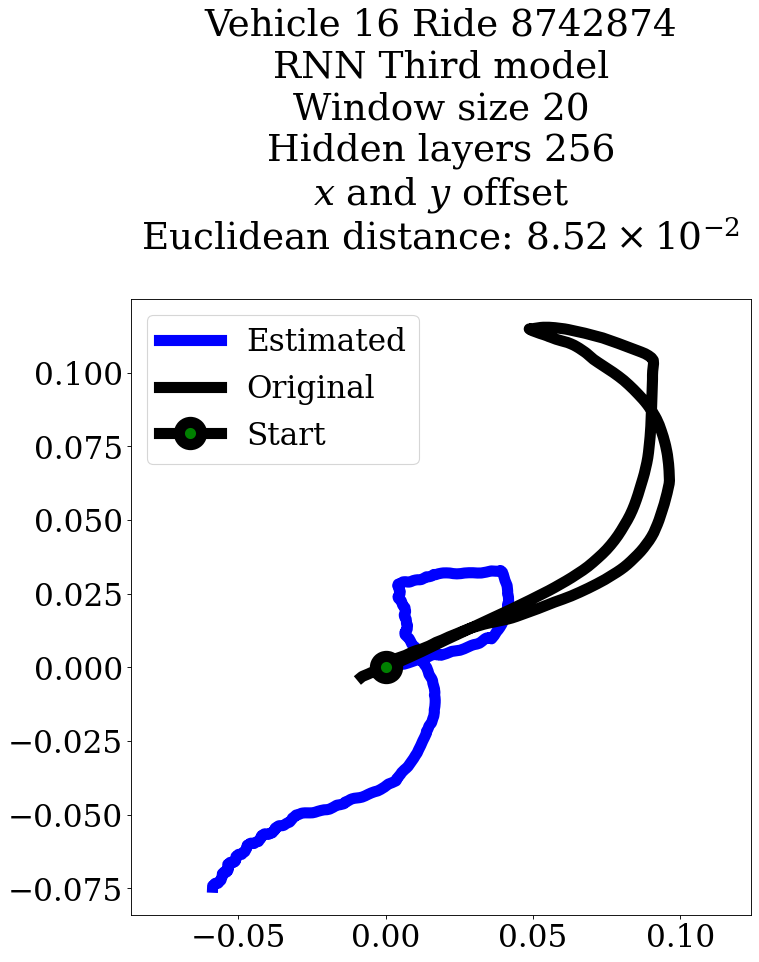 Vehicle 16 Ride 8742874
RNN Third model
Window size 20
Hidden layers 256
x and y offset
Euclidean distance: 8.52 × 10⁻²
Estimated
Original
Start
0.100
0.075
0.050
0.025
0.000
−0.025
−0.050
−0.075
−0.05
0.00
0.05
0.10